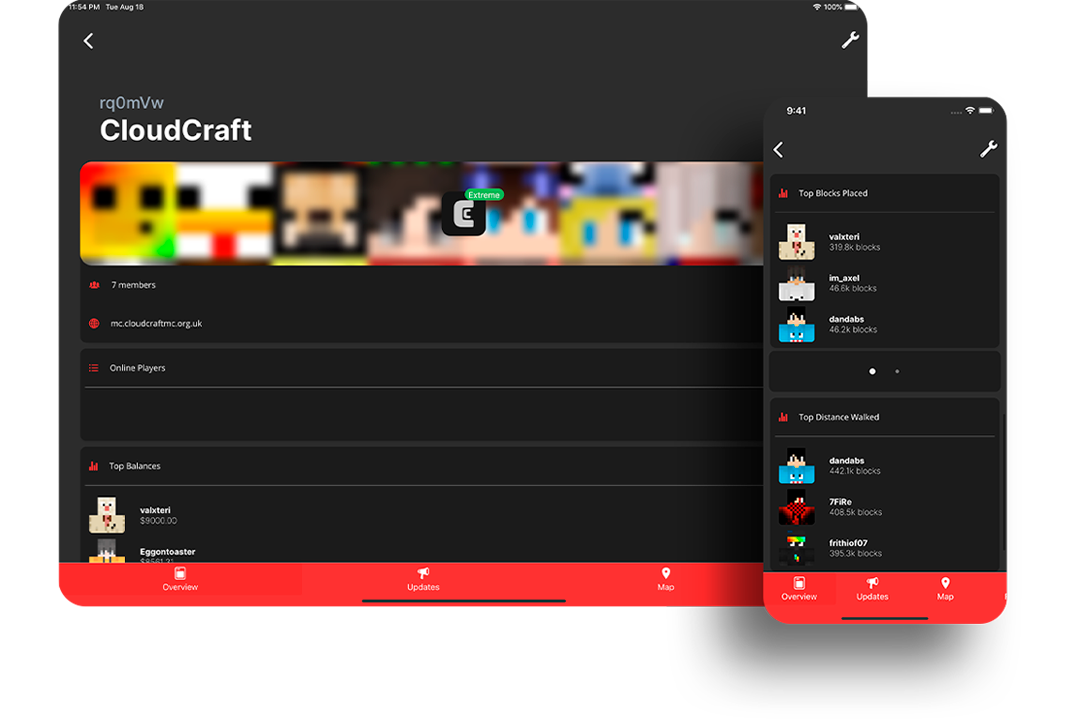 11:54 PM Tue Aug 18
100%
rq0mVw
CloudCraft
Extreme
7 members
mc.cloudcraftmc.org.uk
Online Players
Top Balances
valxteri
$9000.00
Eggontoaster
$8561.21
Overview
Updates
Map
9:41
Top Blocks Placed
valxteri
319.8k blocks
im_axel
46.6k blocks
dandabs
46.2k blocks
Top Distance Walked
dandabs
442.1k blocks
7FiRe
408.5k blocks
frithiof07
395.3k blocks
Overview
Updates
Map